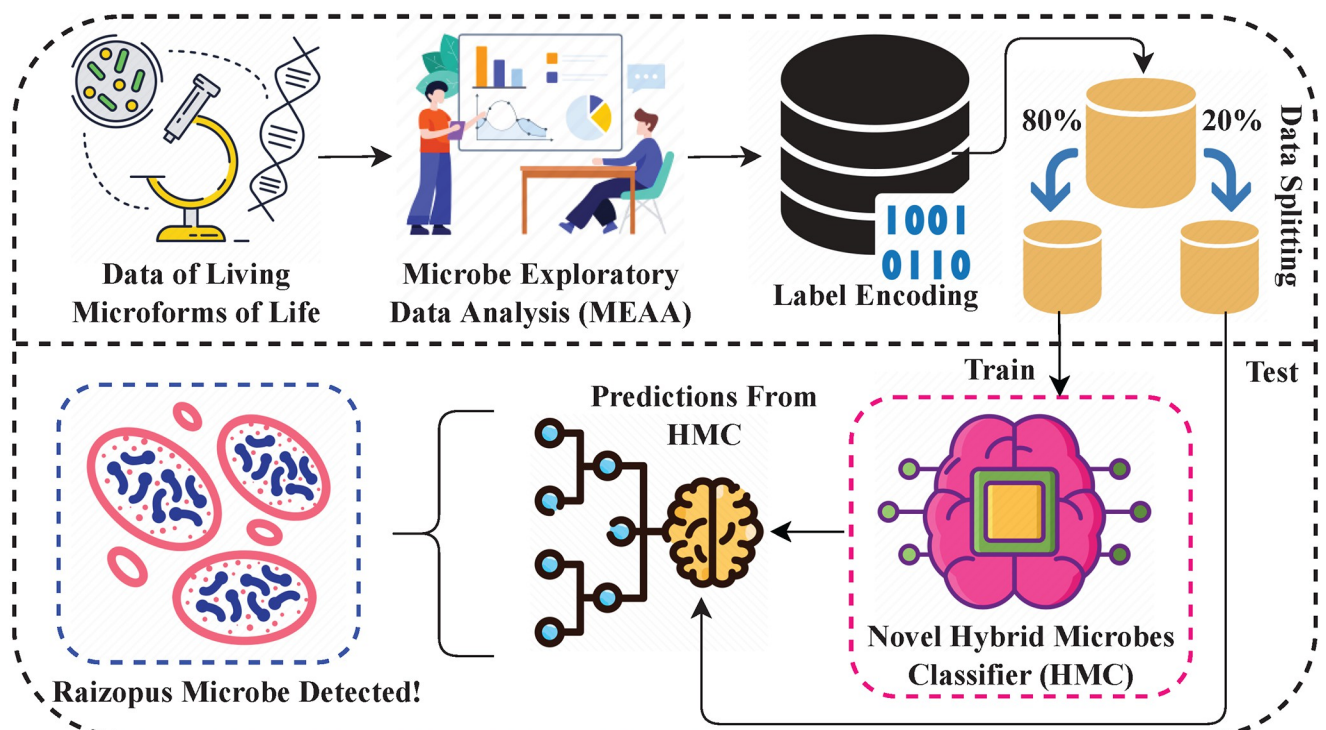 Data of Living
Microforms of Life
Microbe Exploratory
Data Analysis (MEAA)
1001
0110
Label Encoding
80%
20%
Data Splitting
Train
Test
Novel Hybrid Microbes
Classifier (HMC)
Predictions From
HMC
Raizopus Microbe Detected!